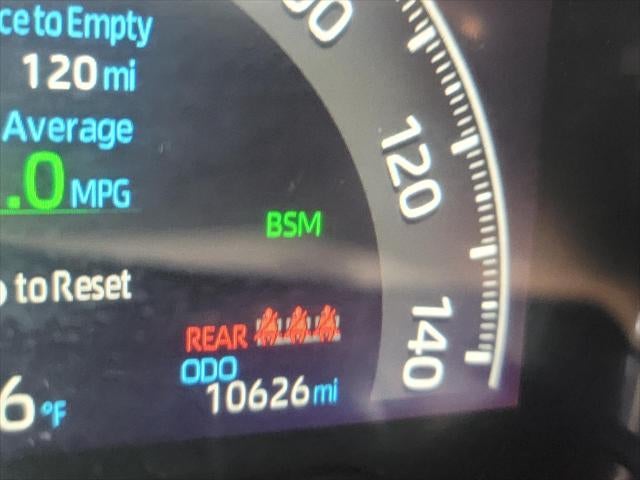 ce to Empty
120 mi
Average
.0 MPG
BSM
to Reset
REAR
ODO
6 °F
10626 mi
120
140